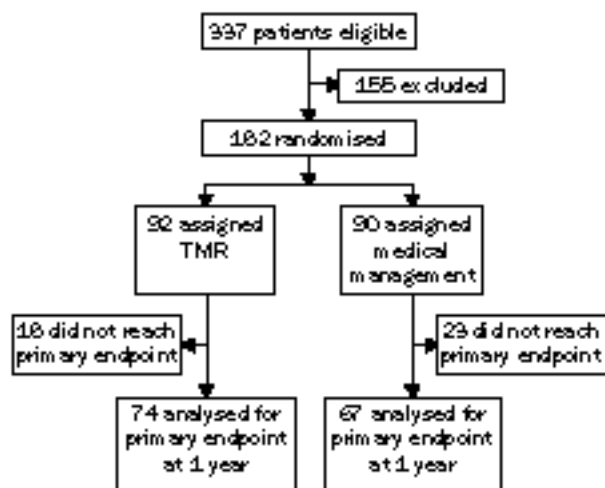 337 patients eligible
155 excluded
182 randomised
92 assigned
TMR
90 assigned
medical
management
18 did not reach
primary endpoint
23 did not reach
primary endpoint
74 analysed for
primary endpoint
at 1 year
67 analysed for
primary endpoint
at 1 year